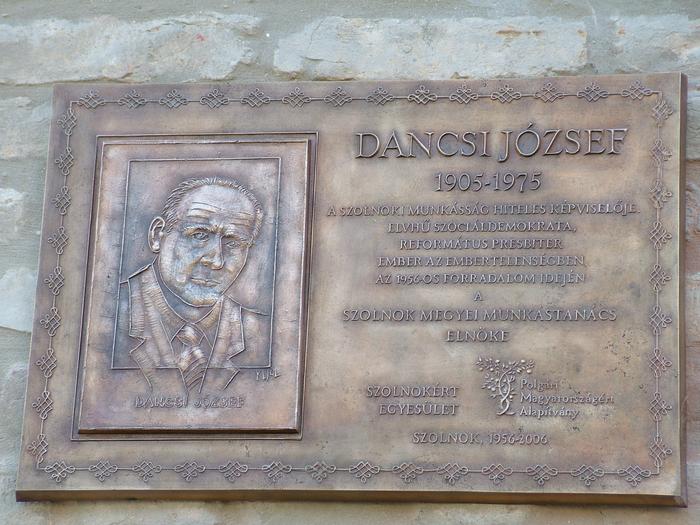 DANCSI JÓZSEF
1905-1975
A SZOLNOKI MUNKÁSSÁG HITELES KÉPVISELŐJE.
ELVHŰ SZOCIÁLDEMOKRATA,
REFORMÁTUS PRESBITER
EMBER AZ EMBERTELENSÉGBEN
AZ 1956-OS FORRADALOM IDEJÉN
A
SZOLNOK MEGYEI MUNKÁSTANÁCS
ELNÖKE
SZOLNOKÉRT
EGYESÜLET
Polgári
Magyarországért
Alapítvány
SZOLNOK, 1956-2006
DANCSI JÓZSEF